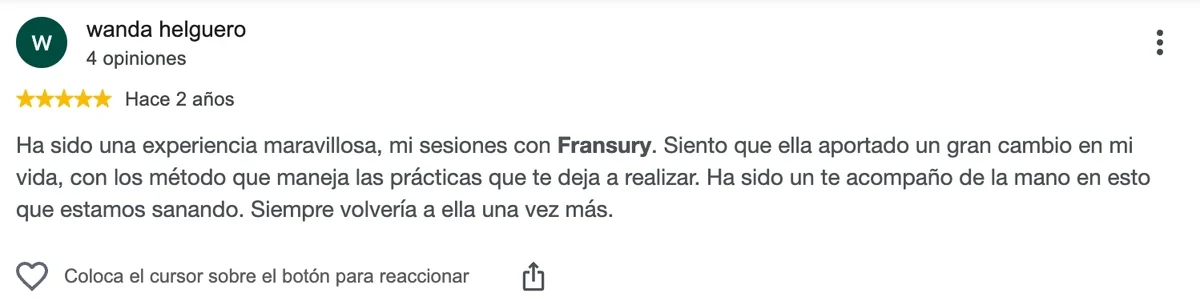 W
wanda helguero
4 opiniones
Hace 2 años
Ha sido una experiencia maravillosa, mi sesiones con Fransury. Siento que ella aportado un gran cambio en mi
vida, con los método que maneja las prácticas que te deja a realizar. Ha sido un te acompaño de la mano en esto
que estamos sanando. Siempre volvería a ella una vez más.
Coloca el cursor sobre el botón para reaccionar